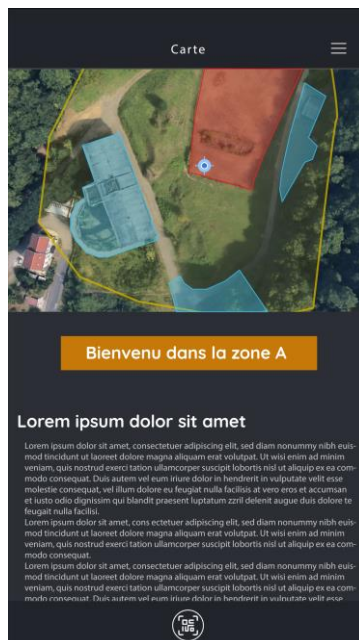 Carte
Bienvenu dans la zone A
Lorem ipsum dolor sit amet
Lorem ipsum dolor sit amet, consectetuer adipiscing elit, sed diam nonummy nibh euis-
mod tincidunt ut laoreet dolore magna aliquam erat volutpat. Ut wisi enim ad minim
veniam, quis nostrud exerci tation ullamcorper suscipit lobortis nisl ut aliquip ex ea com-
modo consequat. Duis autem vel eum iriure dolor in hendrerit in vulputate velit esse
molestie consequat, vel illum dolore eu feugiat nulla facilisis at vero eros et accumsan
et iusto odio dignissim qui blandit praesent luptatum zzril delenit augue duis dolore te
feugait nulla facilisi.
Lorem ipsum dolor sit amet, cons ectetuer adipiscing elit, sed diam nonummy nibh euis-
mod tincidunt ut laoreet dolore magna aliquam erat volutpat. Ut wisi enim ad minim
veniam, quis nostrud exerci tation ullamcorper suscipit lobortis nisl ut aliquip ex ea com-
modo consequat.
Lorem ipsum dolor sit amet, consectetuer adipiscing elit, sed diam nonummy nibh euis-
mod tincidunt ut laoreet dolore magna aliquam erat volutpat. Ut wisi enim ad minim
veniam, quis nostrud exerci tation ullamcorper suscipit lobortis nisl ut aliquip ex ea com-
modo consequat. Duis autem vel eum iriure dolor in hendrerit in vulputate velit esse